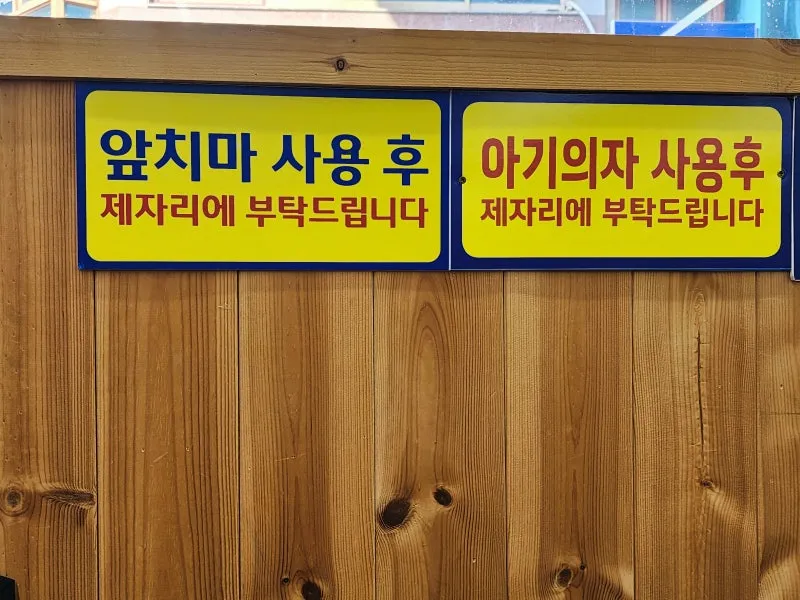 앞치마 사용 후
제자리에 부탁드립니다
아기의자 사용후
제자리에 부탁드립니다